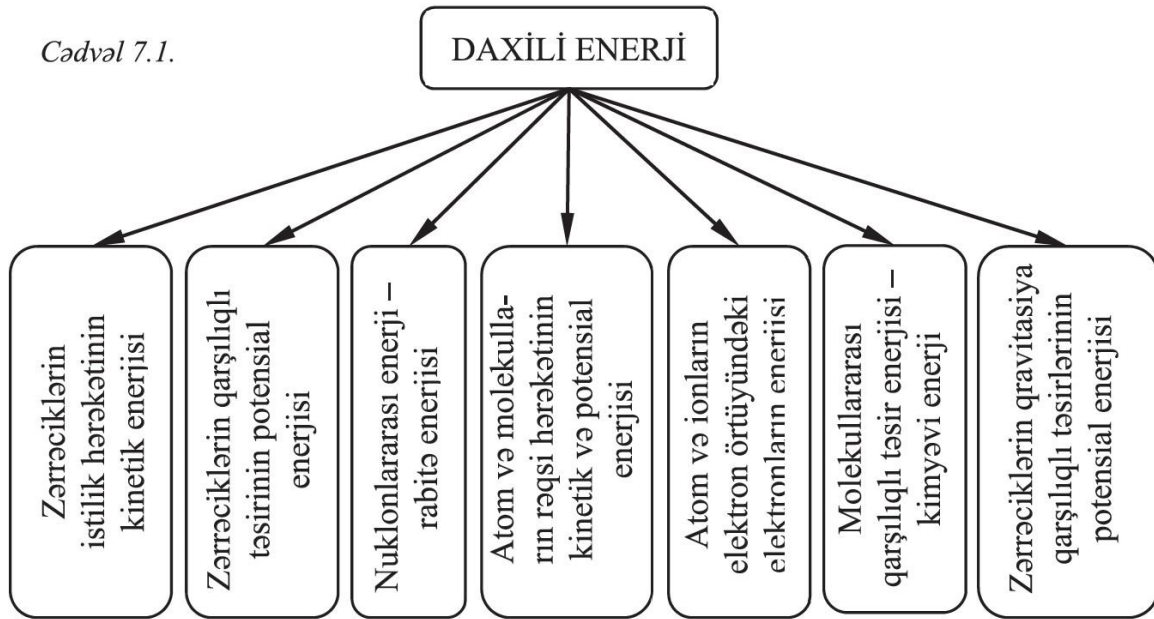 Cədvəl 7.1.
DAXİLİ ENERJİ
Zərrəciklərin
istilik hərəkətinin
kinetik enerjisi
Zərrəciklərin qarşılıqlı
təsirinin potensial
enerjisi
Nuklonlararası enerji –
rabitə enerjisi
Atom və molekulla-
rın rəqsi hərəkətinin
kinetik və potensial
enerjisi
Atom və ionların
elektron örtüyündəki
elektronların enerjisi
Molekullararası
qarşılıqlı təsir enerjisi –
kimyəvi enerji
Zərrəciklərin qravitasiya
qarşılıqlı təsirlərinin
potensial enerjisi